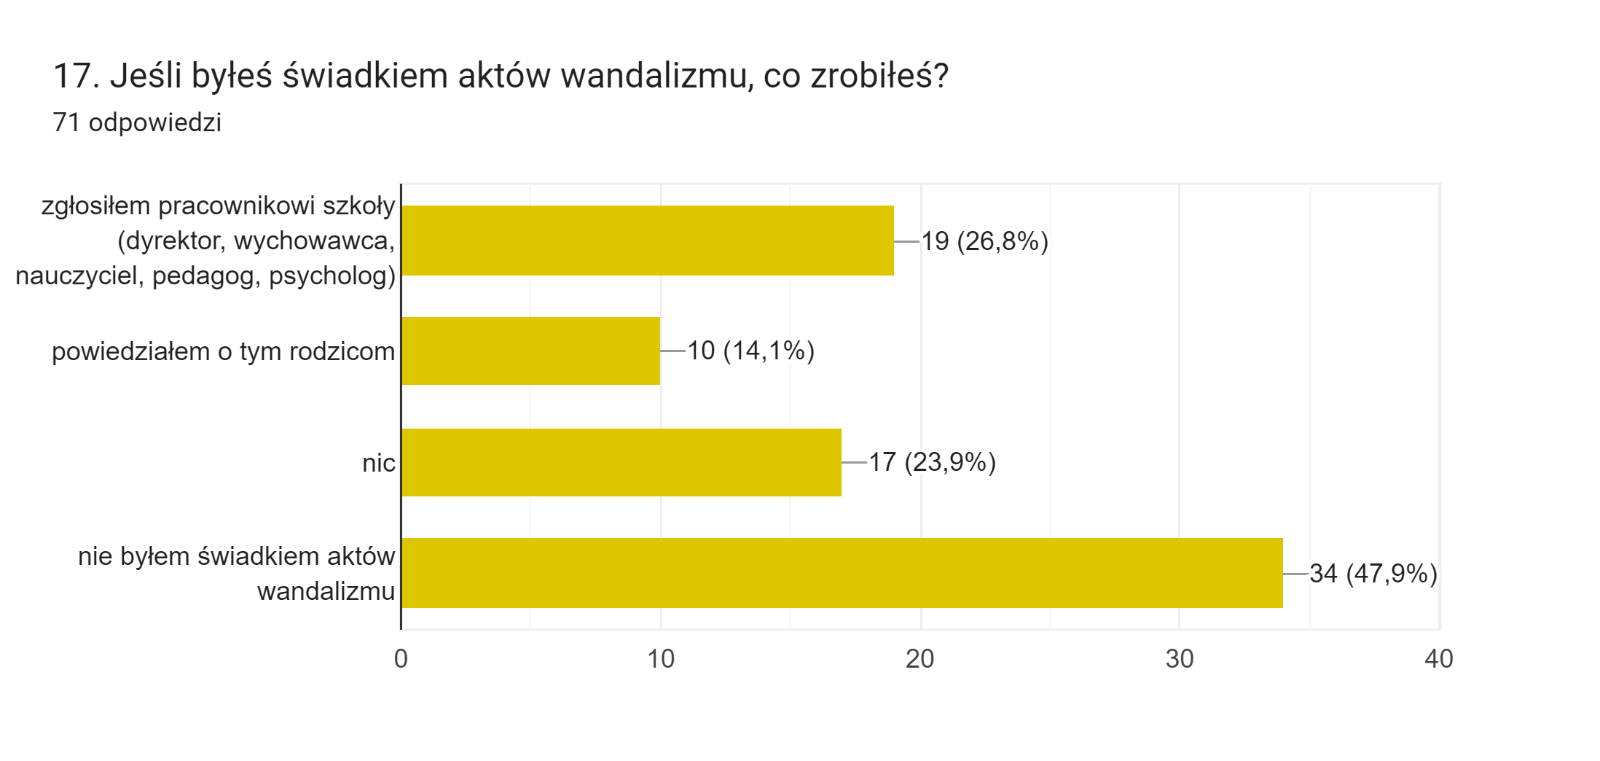 17. Jeśli byłeś świadkiem aktów wandalizmu, co zrobiłeś?
71 odpowiedzi
zgłosiłem pracownikowi szkoły
(dyrektor, wychowawca,
nauczyciel, pedagog, psycholog)
19 (26,8%)
powiedziałem o tym rodzicom
10 (14,1%)
nic
17 (23,9%)
nie byłem świadkiem aktów
wandalizmu
34 (47,9%)
0 10 20 30 40